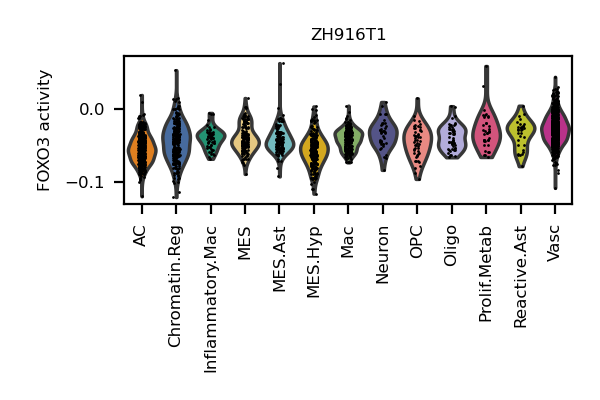 ZH916T1
FOXO3 activity
0.0
−0.1
AC
Chromatin.Reg
Inflammatory.Mac
MES
MES.Ast
MES.Hyp
Mac
Neuron
OPC
Oligo
Prolif.Metab
Reactive.Ast
Vasc